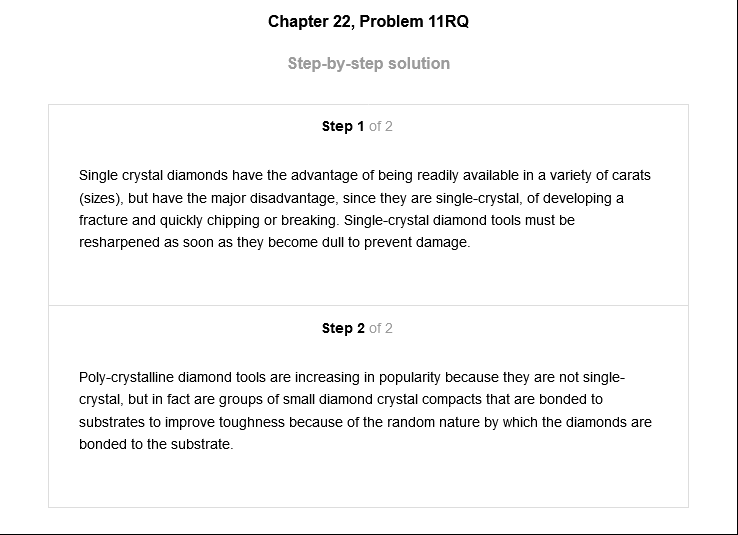 Chapter 22, Problem 11RQ
Step-by-step solution
Step 1 of 2
Single crystal diamonds have the advantage of being readily available in a variety of carats
(sizes), but have the major disadvantage, since they are single-crystal, of developing a
fracture and quickly chipping or breaking. Single-crystal diamond tools must be
resharpened as soon as they become dull to prevent damage.
Step 2 of 2
Poly-crystalline diamond tools are increasing in popularity because they are not single-
crystal, but in fact are groups of small diamond crystal compacts that are bonded to
substrates to improve toughness because of the random nature by which the diamonds are
bonded to the substrate.